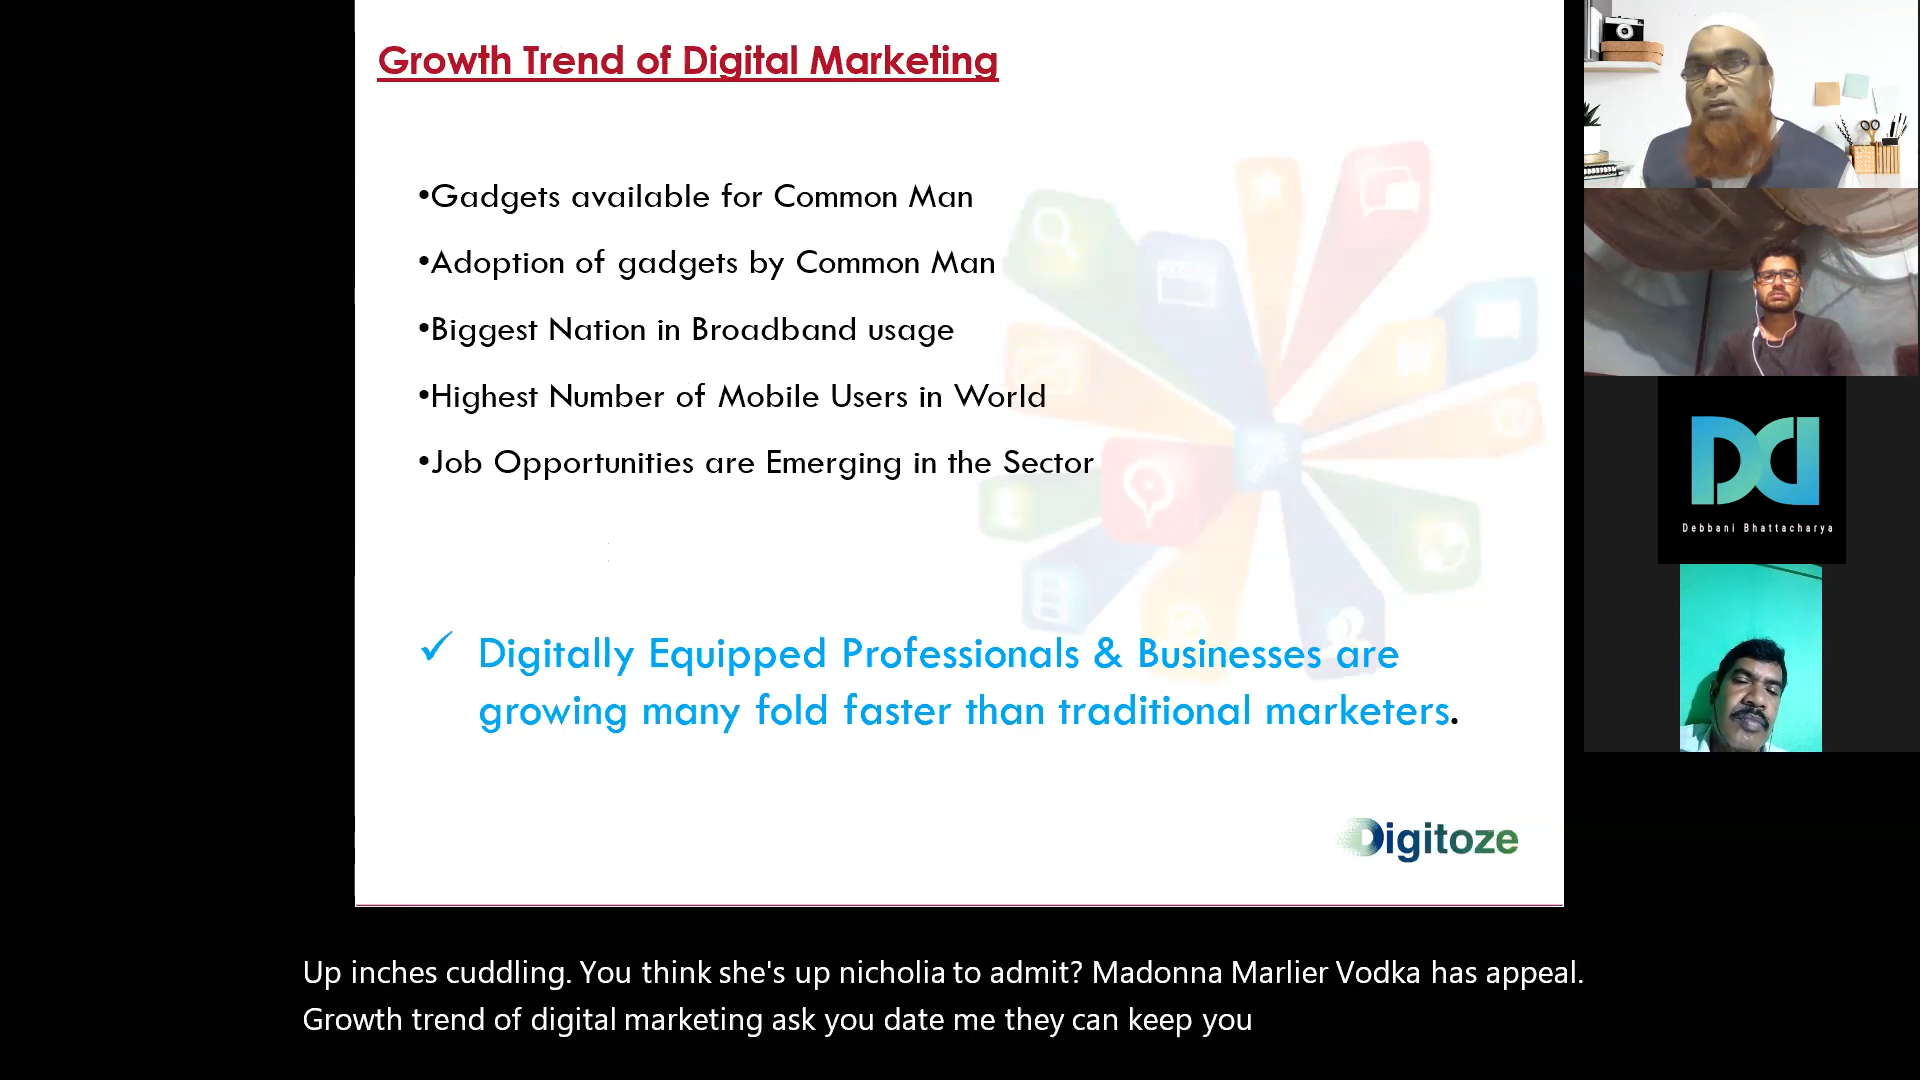 Growth Trend of Digital Marketing
•Gadgets available for Common Man
•Adoption of gadgets by Common Man
•Biggest Nation in Broadband usage
•Highest Number of Mobile Users in World
•Job Opportunities are Emerging in the Sector
✓ Digitally Equipped Professionals & Businesses are
growing many fold faster than traditional marketers.
Digitoze
Debbani Bhattacharya
Up inches cuddling. You think she's up nicholia to admit? Madonna Marlier Vodka has appeal.
Growth trend of digital marketing ask you date me they can keep you